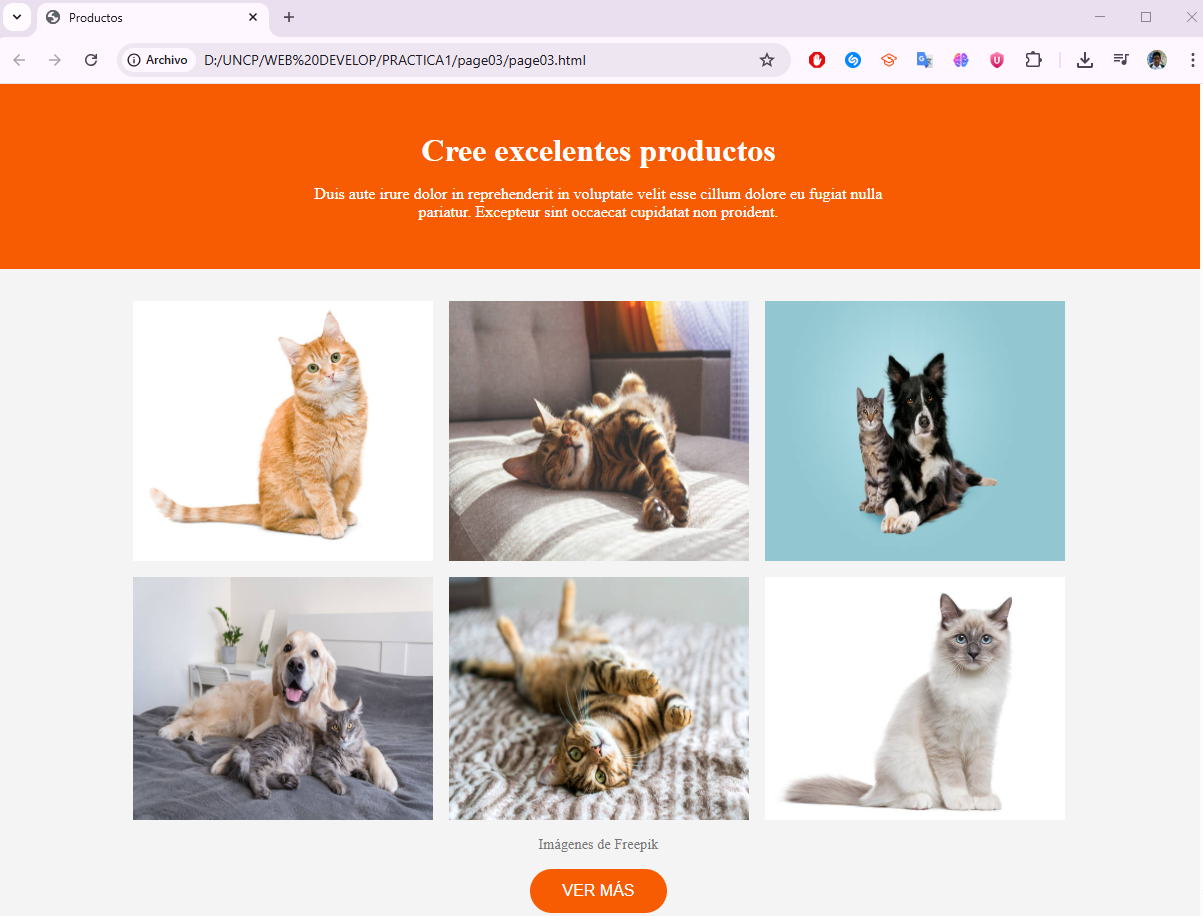 Productos
Archivo
D:/UNCP/WEB%20DEVELOP/PRACTICA1/page03/page03.html
Cree excelentes productos
Duis aute irure dolor in reprehenderit in voluptate velit esse cillum dolore eu fugiat nulla
pariatur. Excepteur sint occaecat cupidatat non proident.
Imágenes de Freepik
VER MÁS